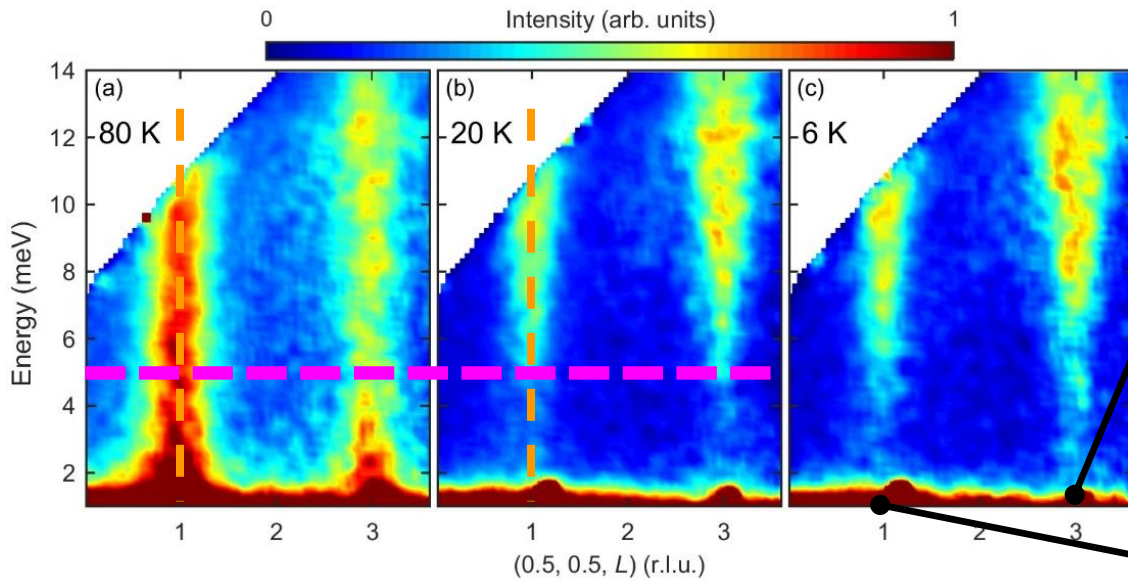 0 Intensity (arb. units) 1
(a) (b) (c)
80 K 20 K 6 K
14
12
10
8
6
4
2
Energy (meV)
1 2 3 1 2 3 1 2 3
(0.5, 0.5, L) (r.l.u.)